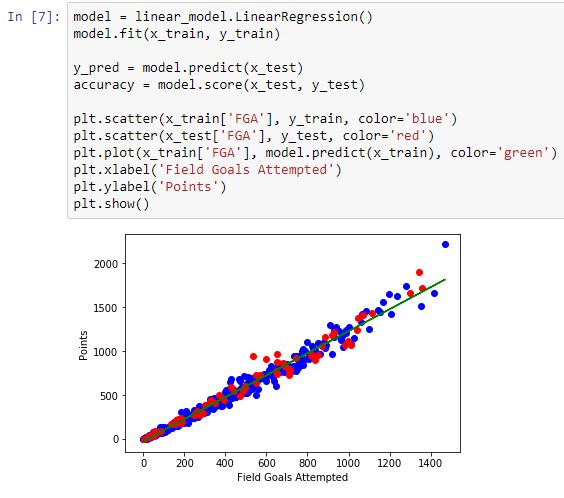 In [7]: model = linear_model.LinearRegression()
model.fit(x_train, y_train)
y_pred = model.predict(x_test)
accuracy = model.score(x_test, y_test)
plt.scatter(x_train['FGA'], y_train, color='blue')
plt.scatter(x_test['FGA'], y_test, color='red')
plt.plot(x_train['FGA'], model.predict(x_train), color='green')
plt.xlabel('Field Goals Attempted')
plt.ylabel('Points')
plt.show()
2000
1500
1000
500
0
Points
0 200 400 600 800 1000 1200 1400
Field Goals Attempted